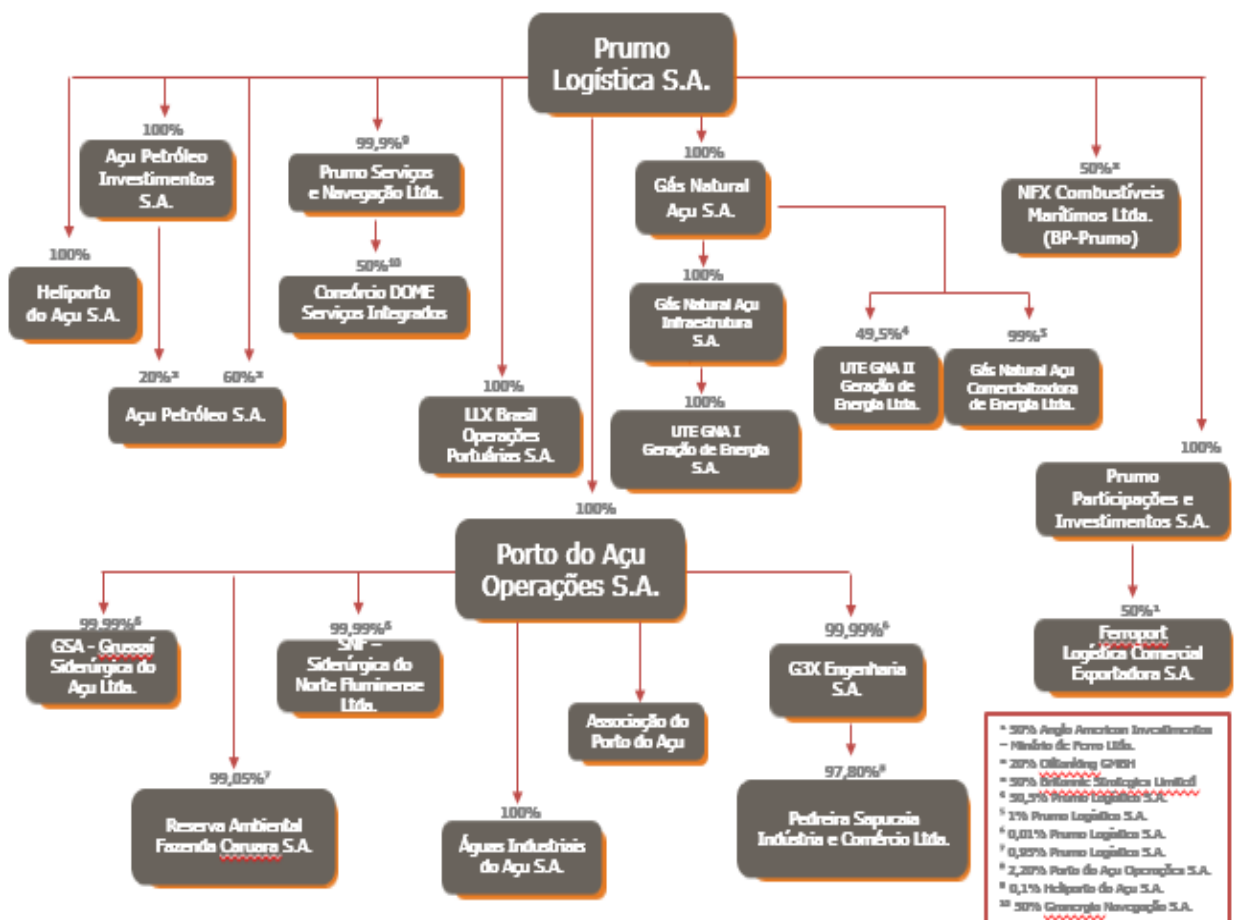 Prumo
Logística S.A.
100%
Açu Petróleo
Investimentos
S.A.
99,9%⁹
Prumo Serviços
e Navegação Ltda.
100%
Gás Natural
Açu S.A.
50%³
NFX Combustíveis
Marítimos Ltda.
(BP-Prumo)
100%
Heliporto
do Açu S.A.
50%¹⁰
Consórcio DOME
Serviços Integrados
100%
Gás Natural Açu
Infraestrutura
S.A.
49,5%⁴
UTE GNA II
Geração de
Energia Ltda.
99%⁵
Gás Natural Açu
Comercializadora
de Energia Ltda.
20%² 60%²
Açu Petróleo S.A.
100%
LLX Brasil
Operações
Portuárias S.A.
100%
UTE GNA I
Geração de Energia
S.A.
100%
Prumo
Participações e
Investimentos S.A.
100%
Porto do Açu
Operações S.A.
99,99%⁶
GSA - Grussaí
Siderúrgica do
Açu Ltda.
99,99%⁶
SNF –
Siderúrgica do
Norte Fluminense
Ltda.
99,99%⁶
G3X Engenharia
S.A.
50%¹
Ferroport
Logística Comercial
Exportadora S.A.
Associação do
Porto do Açu
99,05%⁷
Reserva Ambiental
Fazenda Caruara S.A.
100%
Águas Industriais
do Açu S.A.
97,80%⁸
Pedreira Sapucaia
Indústria e Comércio Ltda.
¹ 50% Anglo American Investimentos
– Minério de Ferro Ltda.
² 20% Oiltanking GMBH
³ 50% Britannic Strategies Limited
⁴ 50,5% Prumo Logística S.A.
⁵ 1% Prumo Logística S.A.
⁶ 0,01% Prumo Logística S.A.
⁷ 0,95% Prumo Logística S.A.
⁸ 2,20% Porto do Açu Operações S.A.
⁹ 0,1% Heliporto do Açu S.A.
¹⁰ 50% Granenergia Navegação S.A.